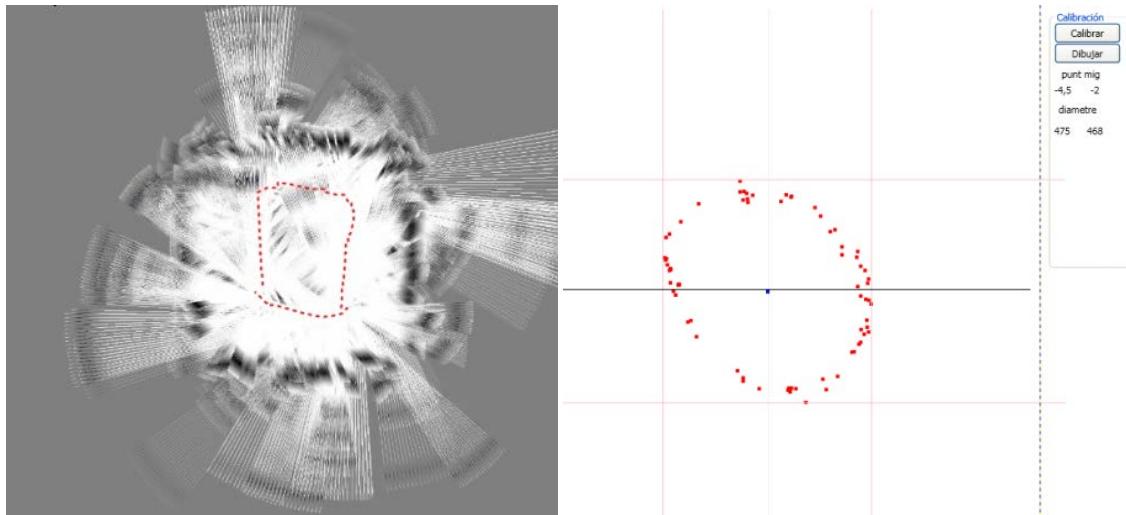 Calibración
Calibrar
Dibujar
punt mig
-4,5 -2
diametre
475 468